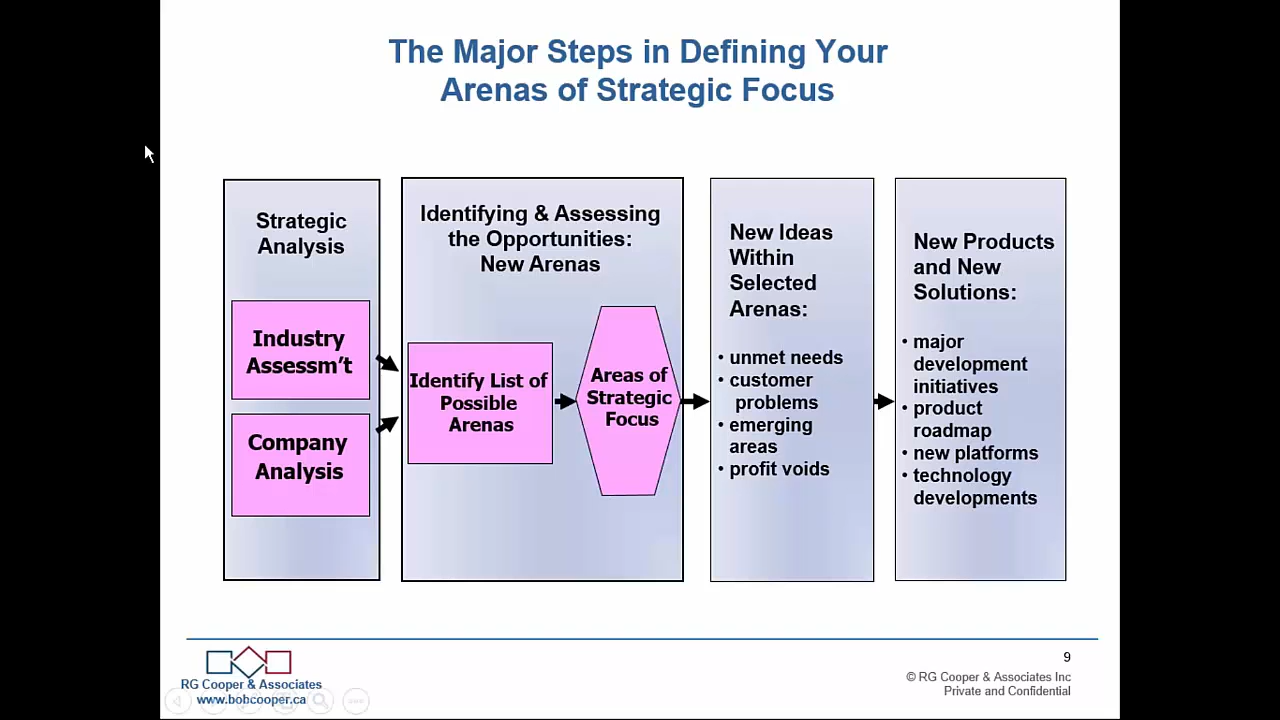 The Major Steps in Defining Your
Arenas of Strategic Focus
Strategic
Analysis
Industry
Assessm't
Company
Analysis
Identifying & Assessing
the Opportunities:
New Arenas
Identify List of
Possible
Arenas
Areas of
Strategic
Focus
New Ideas
Within
Selected
Arenas:
• unmet needs
• customer
problems
• emerging
areas
• profit voids
New Products
and New
Solutions:
• major
development
initiatives
• product
roadmap
• new platforms
• technology
developments
RG Cooper & Associates
www.bobcooper.ca
9
© RG Cooper & Associates Inc
Private and Confidential